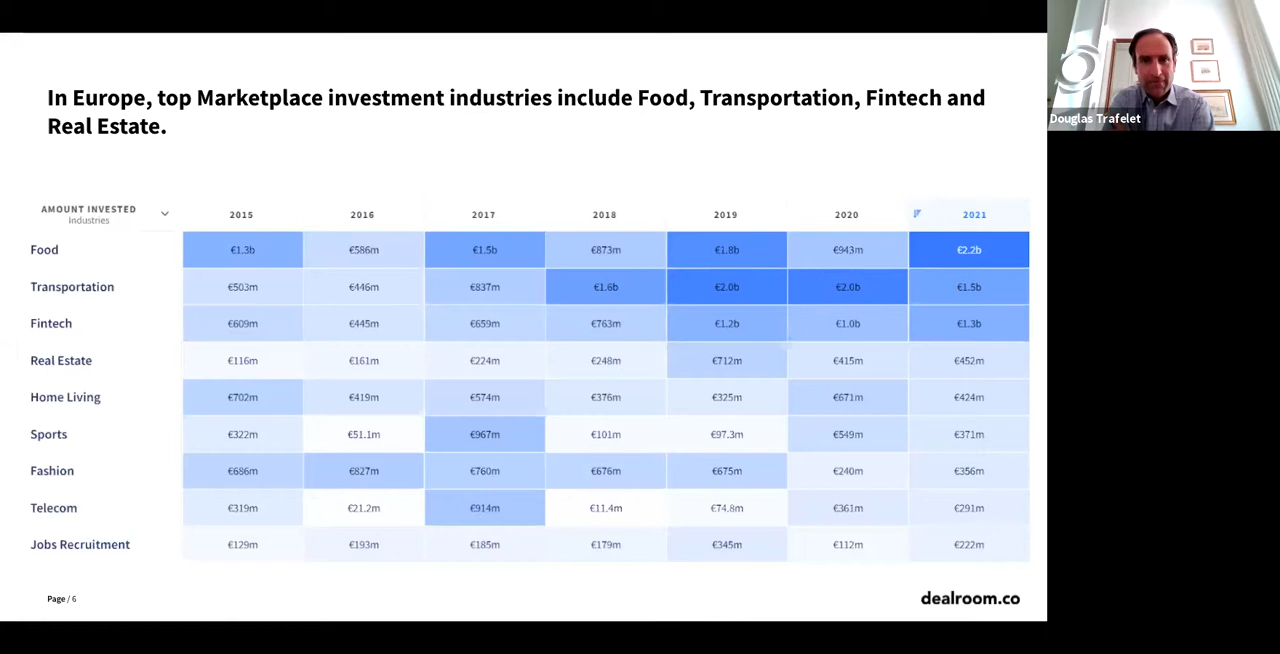 In Europe, top Marketplace investment industries include Food, Transportation, Fintech and
Real Estate.
Douglas Trafelet
AMOUNT INVESTED
Industries
2015 2016 2017 2018 2019 2020 2021
Food €1.3b €586m €1.5b €873m €1.8b €943m €2.2b
Transportation €503m €446m €837m €1.6b €2.0b €2.0b €1.5b
Fintech €609m €445m €659m €763m €1.2b €1.0b €1.3b
Real Estate €116m €161m €224m €248m €712m €415m €452m
Home Living €702m €419m €574m €376m €325m €671m €424m
Sports €322m €51.1m €967m €101m €97.3m €549m €371m
Fashion €686m €827m €760m €676m €675m €240m €356m
Telecom €319m €21.2m €914m €11.4m €74.8m €361m €291m
Jobs Recruitment €129m €193m €185m €179m €345m €112m €222m
Page / 6
dealroom.co